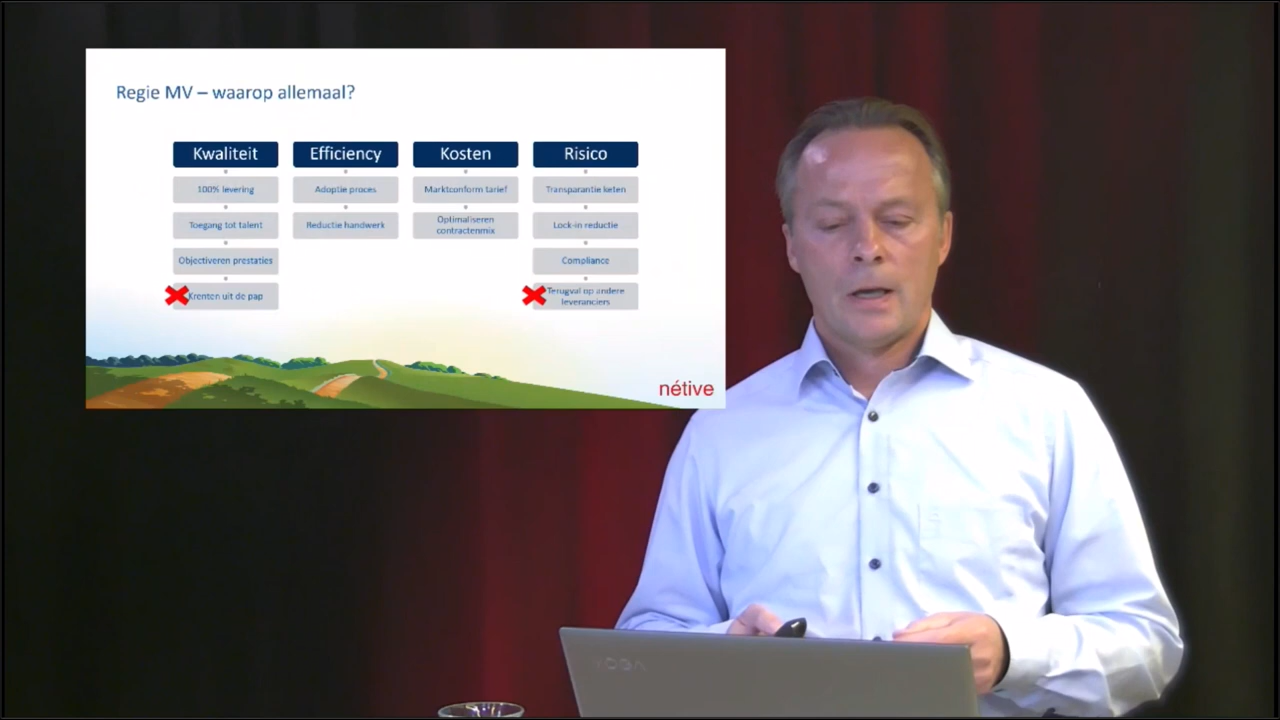 Regie MV – waarop allemaal?
Kwaliteit
100% levering
Toegang tot talent
Objectiveren prestaties
Krenten uit de pap
Efficiency
Adoptie proces
Reductie handwerk
Kosten
Marktconform tarief
Optimaliseren
contractenmix
Risico
Transparantie keten
Lock-in reductie
Compliance
Terugval op andere
leveranciers
nétive
YOGA